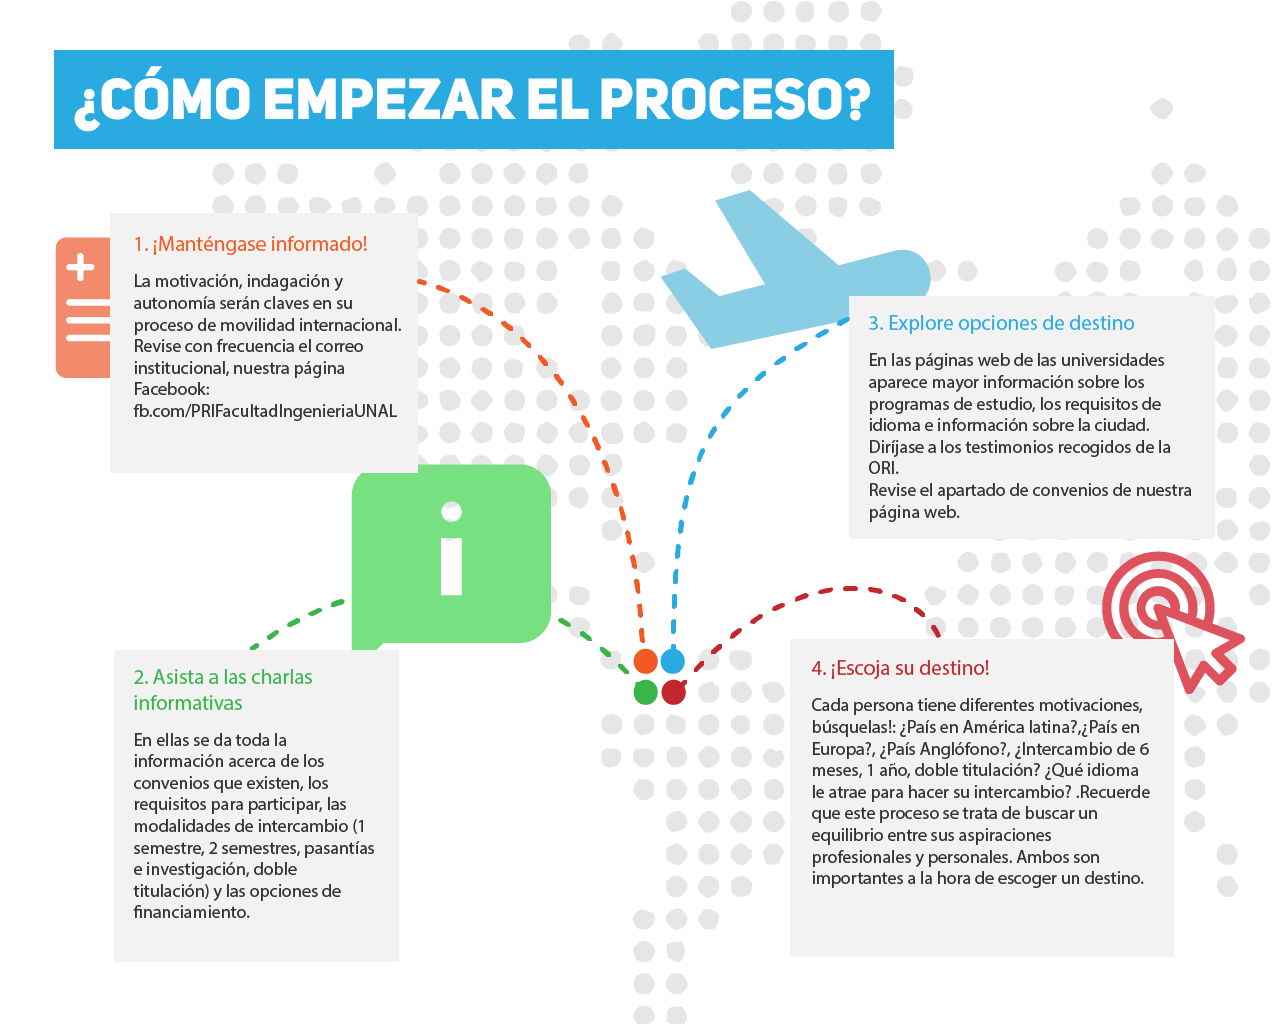 ¿CÓMO EMPEZAR EL PROCESO?
1. ¡Manténgase informado!
La motivación, indagación y
autonomía serán claves en su
proceso de movilidad internacional.
Revise con frecuencia el correo
institucional, nuestra página
Facebook:
fb.com/PRIFacultadIngenieriaUNAL
2. Asista a las charlas
informativas
En ellas se da toda la
información acerca de los
convenios que existen, los
requisitos para participar, las
modalidades de intercambio (1
semestre, 2 semestres, pasantías
e investigación, doble
titulación) y las opciones de
financiamiento.
3. Explore opciones de destino
En las páginas web de las universidades
aparece mayor información sobre los
programas de estudio, los requisitos de
idioma e información sobre la ciudad.
Diríjase a los testimonios recogidos de la
ORI.
Revise el apartado de convenios de nuestra
página web.
4. ¡Escoja su destino!
Cada persona tiene diferentes motivaciones,
búsquelas!: ¿País en América latina?,¿País en
Europa?, ¿País Anglófono?, ¿Intercambio de 6
meses, 1 año, doble titulación? ¿Qué idioma
le atrae para hacer su intercambio? .Recuerde
que este proceso se trata de buscar un
equilibrio entre sus aspiraciones
profesionales y personales. Ambos son
importantes a la hora de escoger un destino.